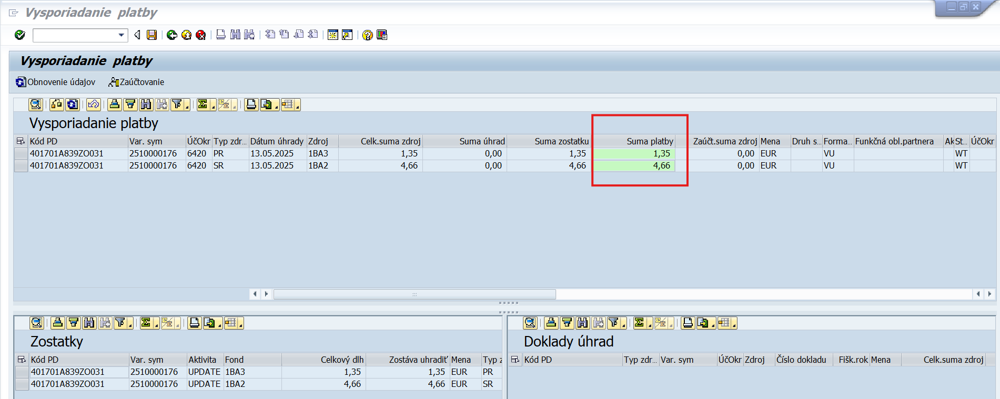 Vysporiadanie platby
Vysporiadanie platby
Obnovenie údajov Zaúčtovanie
Vysporiadanie platby
Kód PD Var. sym ÚčOkr Typ zdr... Dátum úhrady Zdroj Celk.suma zdroj Suma úhrad Suma zostatku Suma platby Zaúčt.suma zdroj Mena Druh s... Forma... Funkčná obl.partnera Ak St... ÚčOkr
401701A839ZO031 2510000176 6420 PR 13.05.2025 1BA3 1,35 0,00 1,35 1,35 0,00 EUR VU WT
401701A839ZO031 2510000176 6420 SR 13.05.2025 1BA2 4,66 0,00 4,66 4,66 0,00 EUR VU WT
Zostatky
Kód PD Var. sym Aktivita Fond Celkový dlh Zostáva uhradiť Mena Typ z
401701A839ZO031 2510000176 UPDATE 1BA3 1,35 1,35 EUR PR
401701A839ZO031 2510000176 UPDATE 1BA2 4,66 4,66 EUR SR
Doklady úhrad
Kód PD Typ zdr... Var. sym ÚčOkr Zdroj Číslo dokladu Fišk.rok Mena Celk.suma zdroj